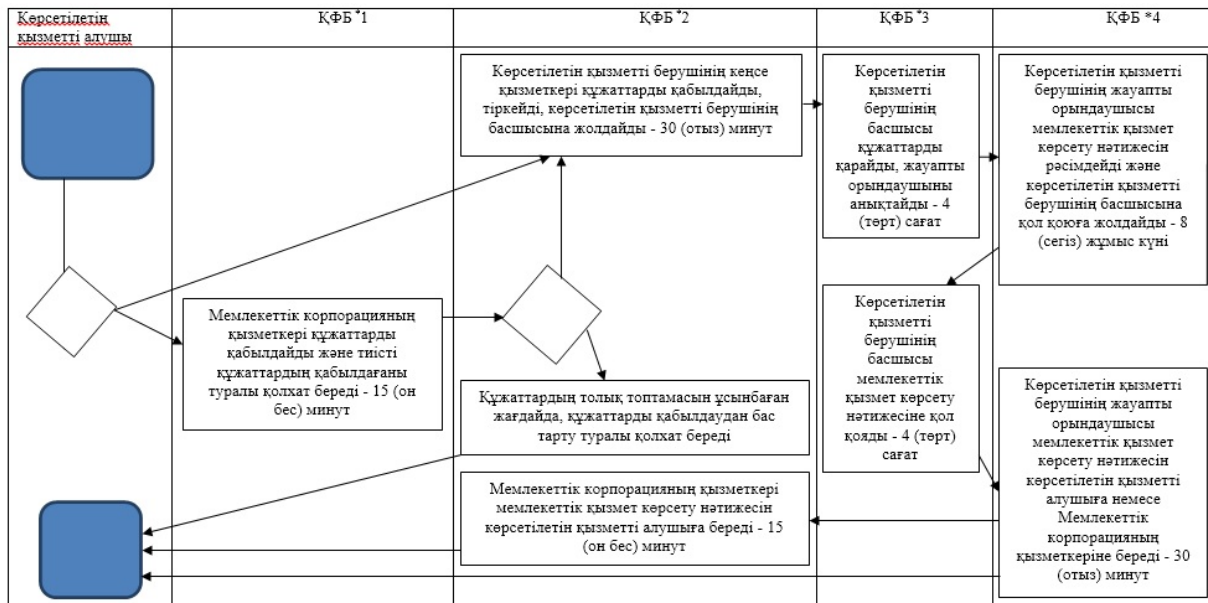 Көрсетілетін
қызметті алушы
ҚФБ *1
ҚФБ *2
ҚФБ *3
ҚФБ *4
Көрсетілетін қызметті берушінің кеңсе
қызметкері құжаттарды қабылдайды,
тіркейді, көрсетілетін қызметті берушінің
басшысына жолдайды - 30 (отыз) минут
Көрсетілетін
қызметті
берушінің
басшысы
құжаттарды
қарайды, жауапты
орындаушыны
анықтайды - 4
(төрт) сағат
Көрсетілетін қызметті
берушінің жауапты
орындаушысы
мемлекеттік қызмет
көрсету нәтижесін
рәсімдейді және
көрсетілетін қызметті
берушінің басшысына
қол қоюға жолдайды - 8
(сегіз) жұмыс күні
Мемлекеттік корпорацияның
қызметкері құжаттарды
қабылдайды және тиісті
құжаттардың қабылдағаны
туралы қолхат береді - 15 (он
бес) минут
Құжаттардың толық топтамасын ұсынбаған
жағдайда, құжаттарды қабылдаудан бас
тарту туралы қолхат береді
Көрсетілетін
қызметті
берушінің
басшысы
мемлекеттік
қызмет көрсету
нәтижесіне қол
қояды - 4 (төрт)
сағат
Мемлекеттік корпорацияның қызметкері
мемлекеттік қызмет көрсету нәтижесін
көрсетілетін қызметті алушыға береді - 15
(он бес) минут
Көрсетілетін қызметті
берушінің жауапты
орындаушысы
мемлекеттік қызмет
көрсету нәтижесін
көрсетілетін қызметті
алушыға немесе
Мемлекеттік
корпорацияның
қызметкеріне береді - 30
(отыз) минут